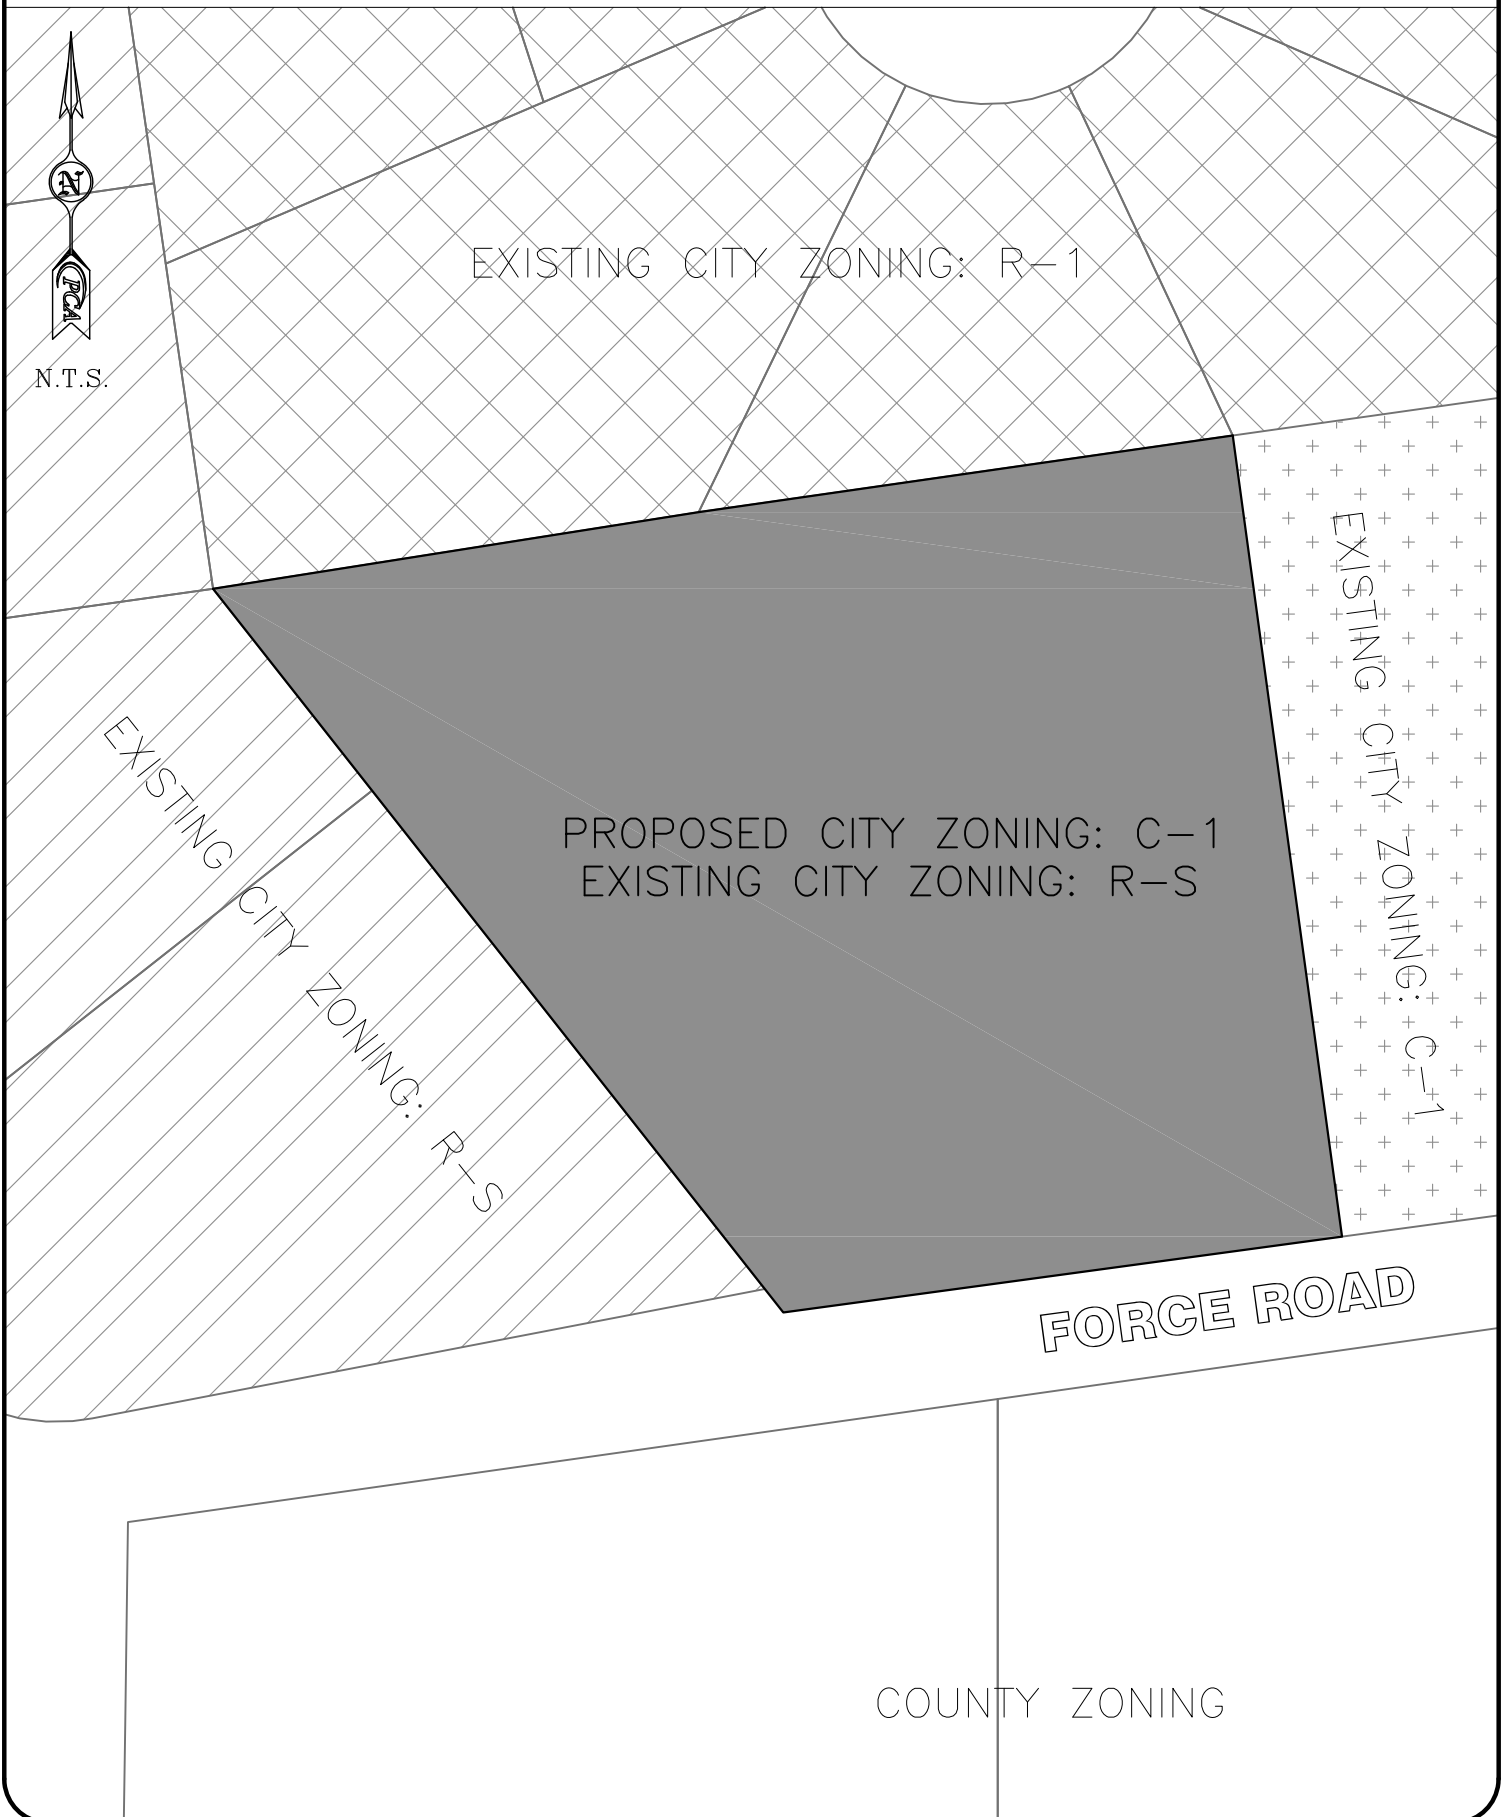 N
PCA
N.T.S.
EXISTING CITY ZONING: R-1
EXISTING CITY ZONING: C-1
PROPOSED CITY ZONING: C-1
EXISTING CITY ZONING: R-S
EXISTING CITY ZONING: R-S
FORCE ROAD
COUNTY ZONING